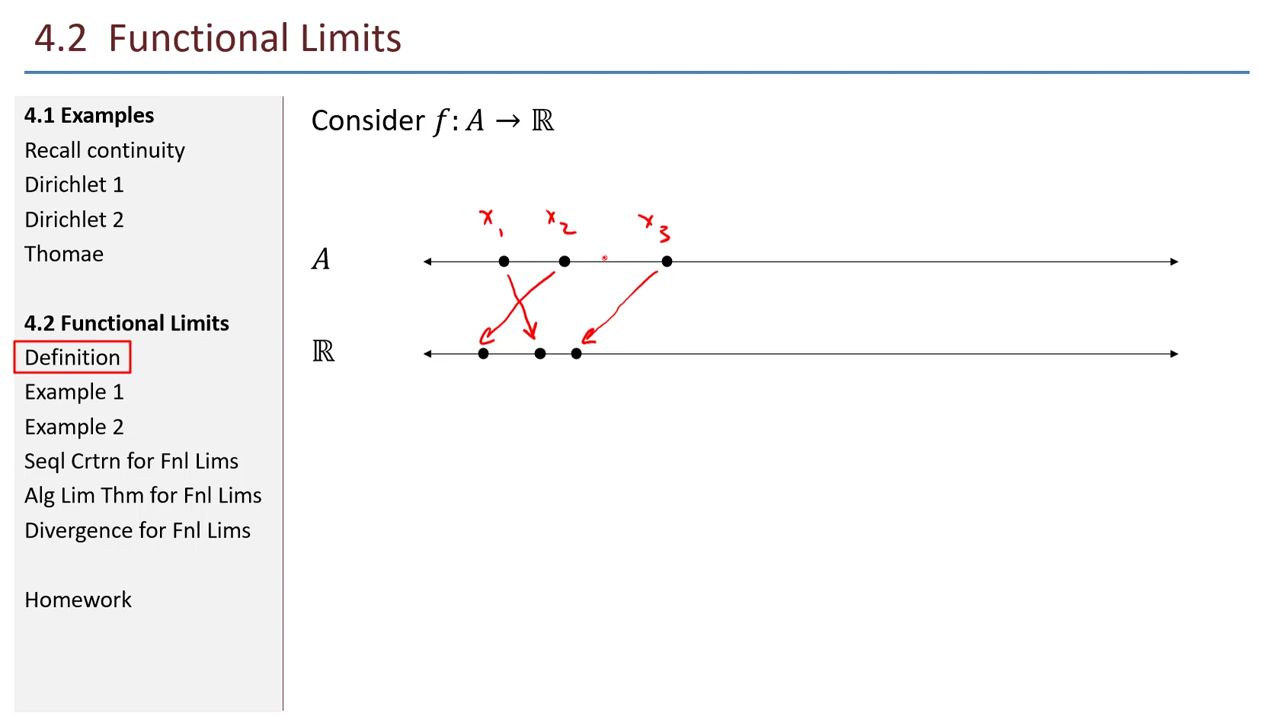 4.2 Functional Limits
4.1 Examples
Recall continuity
Dirichlet 1
Dirichlet 2
Thomae
4.2 Functional Limits
Definition
Example 1
Example 2
Seql Crtrn for Fnl Lims
Alg Lim Thm for Fnl Lims
Divergence for Fnl Lims
Homework
Consider f: A → ℝ
x₁ x₂ x₃
A
ℝ